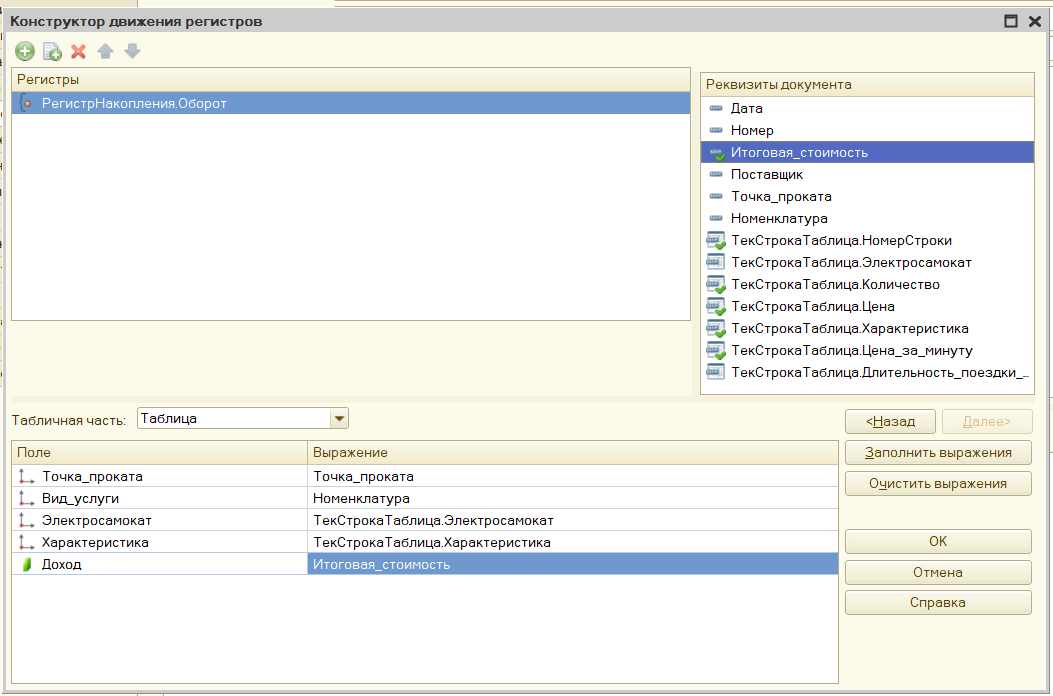 Конструктор движения регистров
Регистры
РегистрНакопления.Оборот
Реквизиты документа
Дата
Номер
Итоговая_стоимость
Поставщик
Точка_проката
Номенклатура
ТекСтрокаТаблица.НомерСтроки
ТекСтрокаТаблица.Электросамокат
ТекСтрокаТаблица.Количество
ТекСтрокаТаблица.Цена
ТекСтрокаТаблица.Характеристика
ТекСтрокаТаблица.Цена_за_минуту
ТекСтрокаТаблица.Длительность_поездки_...
Табличная часть: Таблица
<Назад Далее>
Заполнить выражения
Очистить выражения
Поле Выражение
Точка_проката Точка_проката
Вид_услуги Номенклатура
Электросамокат ТекСтрокаТаблица.Электросамокат
Характеристика ТекСтрокаТаблица.Характеристика
Доход Итоговая_стоимость
ОК
Отмена
Справка